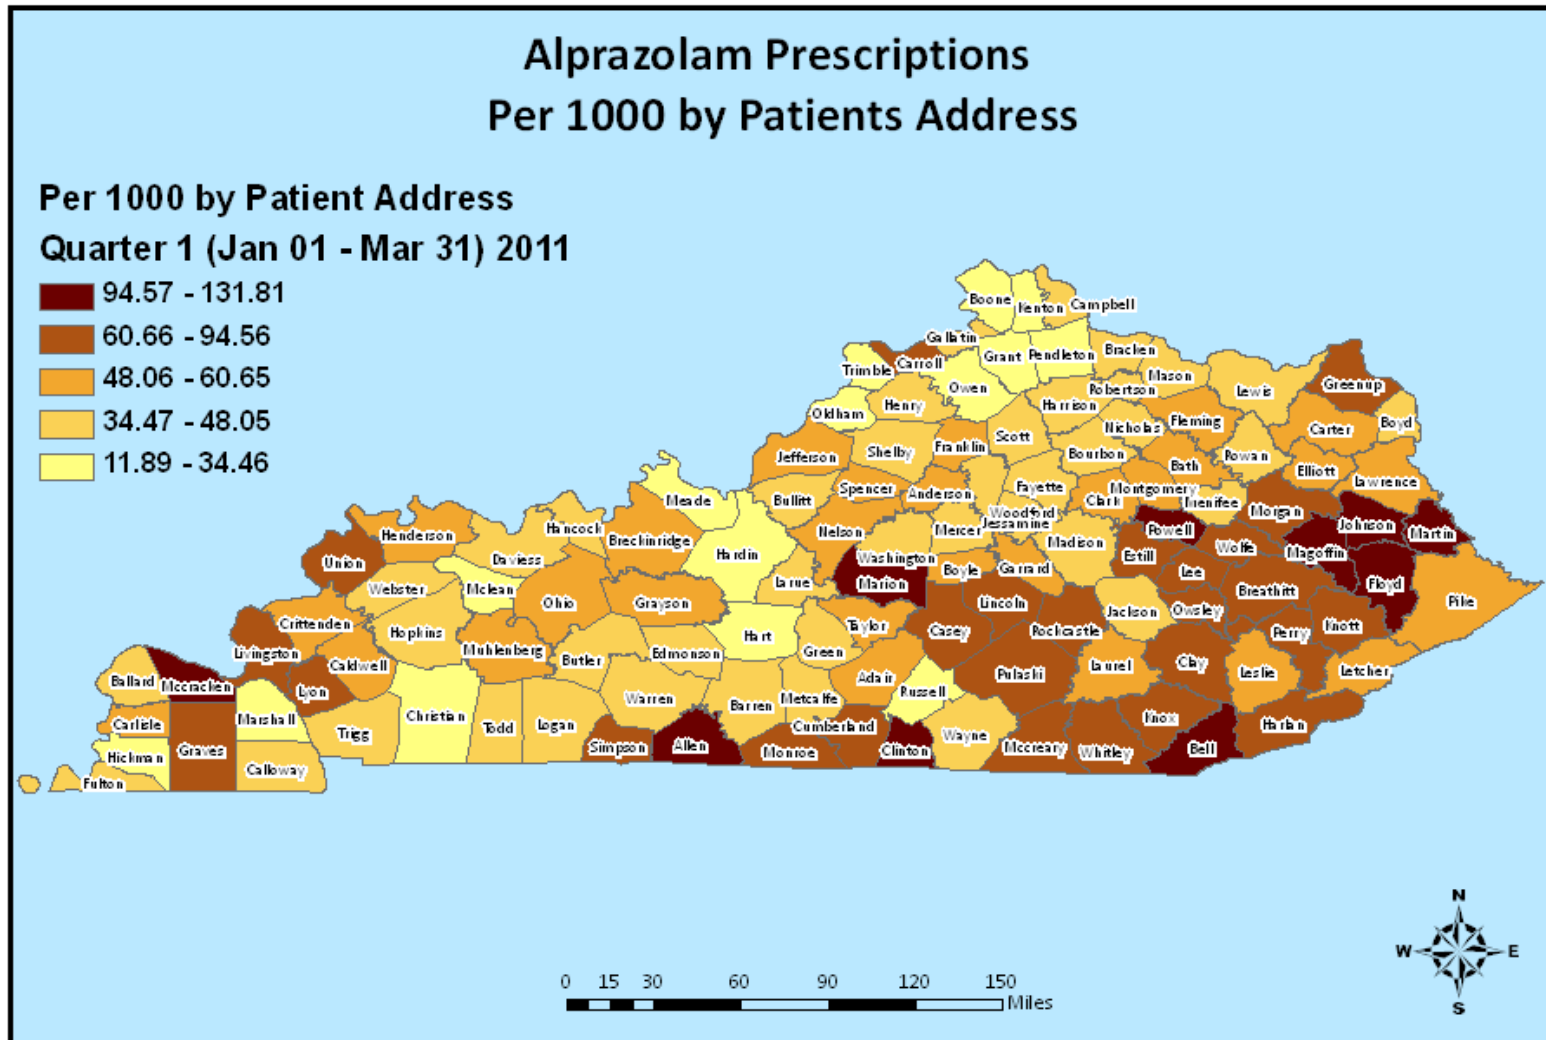 Alprazolam Prescriptions
Per 1000 by Patients Address
Per 1000 by Patient Address
Quarter 1 (Jan 01 - Mar 31) 2011
94.57 - 131.81
60.66 - 94.56
48.06 - 60.65
34.47 - 48.05
11.89 - 34.46
Boone
Kenton
Campbell
Gallatin
Carroll
Grant
Pendleton
Bracken
Trimble
Owen
Mason
Robertson
Lewis
Greenup
Oldham
Henry
Harrison
Nicholas
Fleming
Carter
Boyd
Scott
Jefferson
Shelby
Franklin
Bourbon
Bath
Rowan
Elliott
Lawrence
Meade
Bullitt
Spencer
Anderson
Fayette
Clark
Montgomery
Menifee
Morgan
Woodford
Hancock
Henderson
Breckinridge
Nelson
Mercer
Jessamine
Madison
Powell
Johnson
Martin
Union
Daviess
Hardin
Washington
Estill
Wolfe
Magoffin
Webster
Mclean
Larue
Marion
Boyle
Garrard
Lee
Floyd
Ohio
Grayson
Lincoln
Jackson
Owsley
Breathitt
Pike
Crittenden
Hopkins
Hart
Taylor
Casey
Rockcastle
Perry
Knott
Livingston
Caldwell
Muhlenberg
Butler
Edmonson
Green
Laurel
Clay
Leslie
Letcher
Ballard
Mccracken
Lyon
Warren
Barren
Metcalfe
Adair
Russell
Pulaski
Carlisle
Marshall
Christian
Trigg
Todd
Logan
Simpson
Allen
Monroe
Cumberland
Clinton
Wayne
Mccreary
Whitley
Knox
Bell
Harlan
Hickman
Graves
Calloway
Fulton
0 15 30 60 90 120 150
Miles
N
W E
S